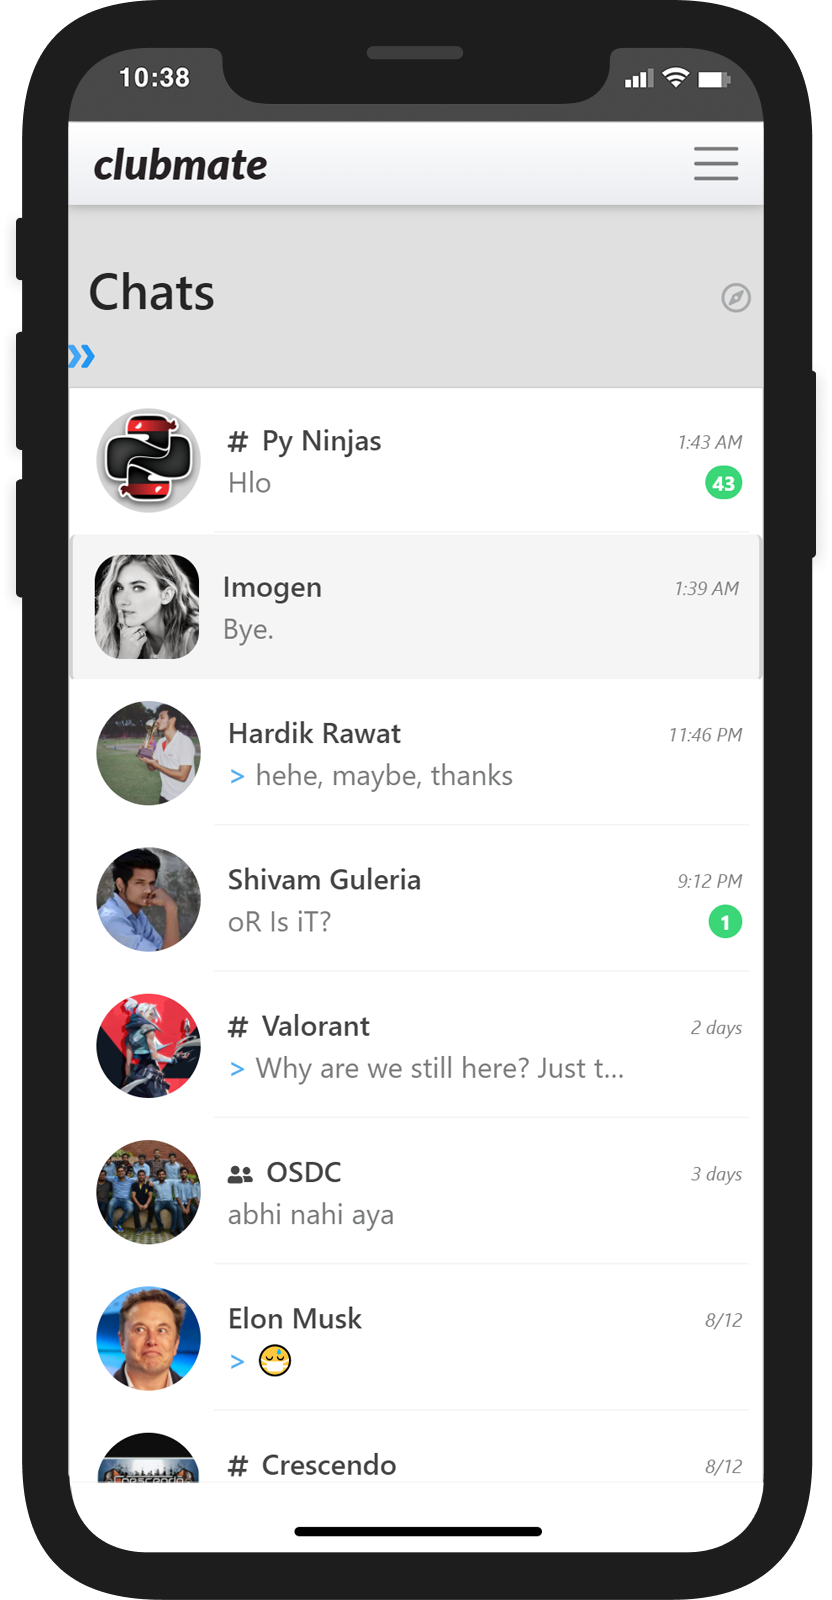 10:38
clubmate
Chats
»
# Py Ninjas 1:43 AM
Hlo 43
Imogen 1:39 AM
Bye.
Hardik Rawat 11:46 PM
> hehe, maybe, thanks
Shivam Guleria 9:12 PM
oR Is iT? 1
# Valorant 2 days
> Why are we still here? Just t...
OSDC 3 days
abhi nahi aya
Elon Musk 8/12
> 😷
# Crescendo 8/12